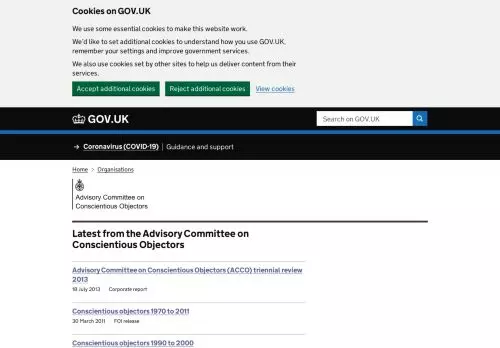 Cookies on GOV.UK
We use some essential cookies to make this website work.
We'd like to set additional cookies to understand how you use GOV.UK,
remember your settings and improve government services.
We also use cookies set by other sites to help us deliver content from their
services.
Accept additional cookies Reject additional cookies View cookies
GOV.UK Search on GOV.UK
→ Coronavirus (COVID-19) Guidance and support
Home > Organisations
Advisory Committee on
Conscientious Objectors
Latest from the Advisory Committee on
Conscientious Objectors
Advisory Committee on Conscientious Objectors (ACCO) triennial review
2013
18 July 2013 Corporate report
Conscientious objectors 1970 to 2011
30 March 2011 FOI release
Conscientious objectors 1990 to 2000